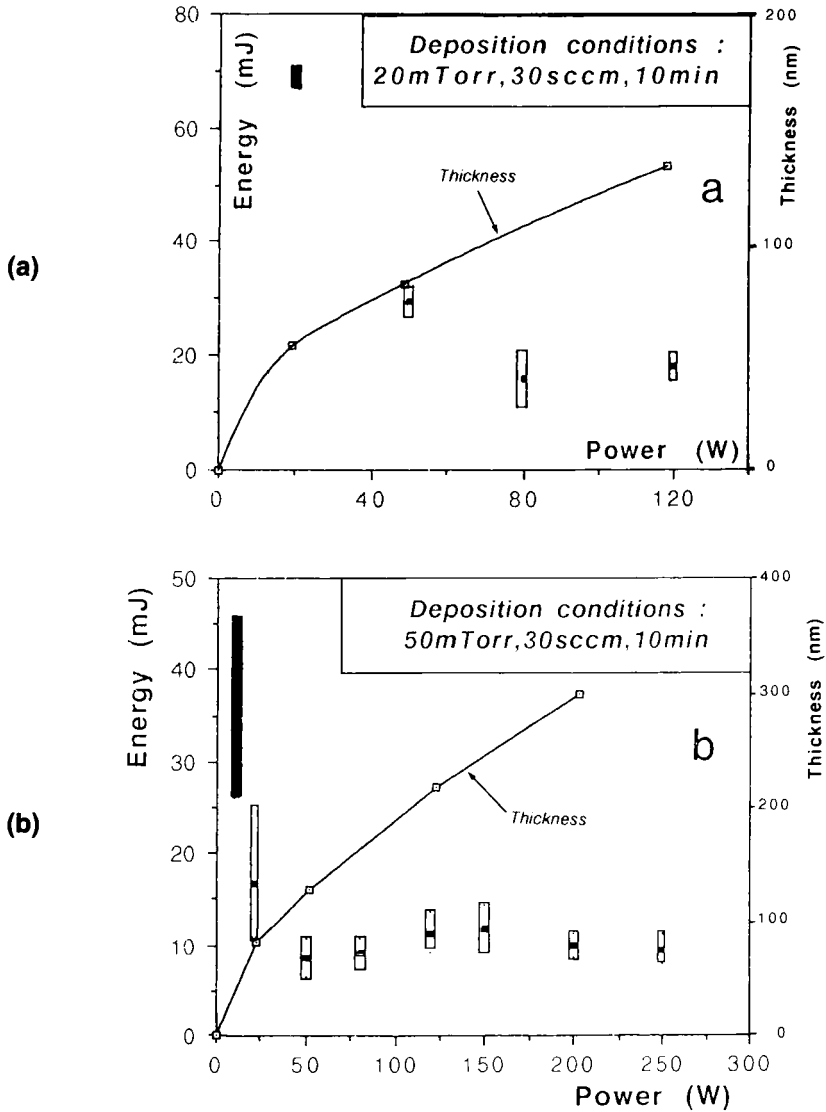 (a)
Energy (mJ)
80
60
40
20
0
Deposition conditions :
20mTorr,30sccm,10min
Thickness
a
Thickness (nm)
200
100
0
Power (W)
0
40
80
120
(b)
Energy (mJ)
50
40
30
20
10
0
Deposition conditions :
50mTorr,30sccm,10min
Thickness
b
Thickness (nm)
400
300
200
100
0
0
50
100
150
200
250
300
Power (W)